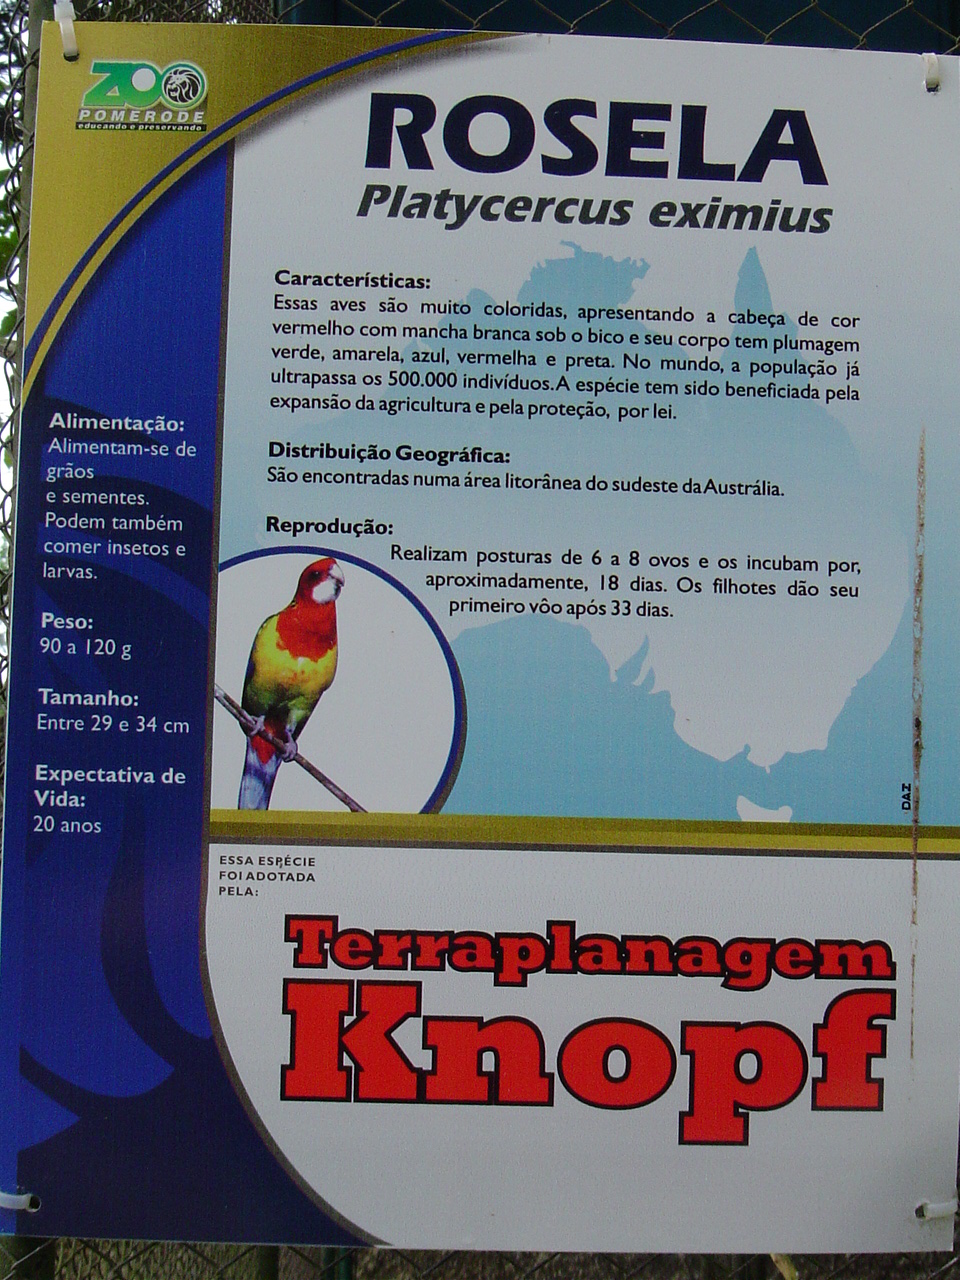 ZOO
POMERODE
educando e preservando
ROSELA
Platycercus eximius
Características:
Essas aves são muito coloridas, apresentando a cabeça de cor
vermelho com mancha branca sob o bico e seu corpo tem plumagem
verde, amarela, azul, vermelha e preta. No mundo, a população já
ultrapassa os 500.000 indivíduos. A espécie tem sido beneficiada pela
expansão da agricultura e pela proteção, por lei.
Distribuição Geográfica:
São encontradas numa área litorânea do sudeste da Austrália.
Reprodução:
Realizam posturas de 6 a 8 ovos e os incubam por,
aproximadamente, 18 dias. Os filhotes dão seu
primeiro vôo após 33 dias.
Alimentação:
Alimentam-se de
grãos
e sementes.
Podem também
comer insetos e
larvas.
Peso:
90 a 120 g
Tamanho:
Entre 29 e 34 cm
Expectativa de
Vida:
20 anos
DAZ
ESSA ESPÉCIE
FOI ADOTADA
PELA:
Terraplanagem
Knopf